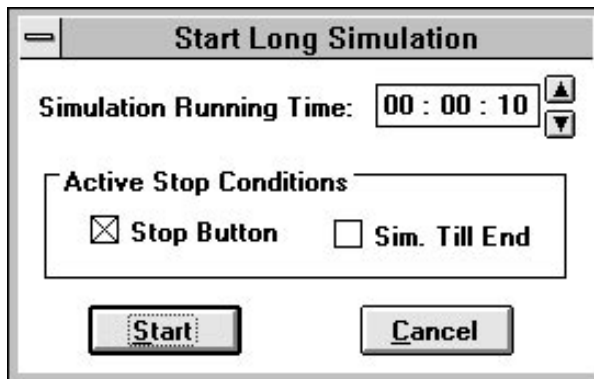 Start Long Simulation
Simulation Running Time: 00 : 00 : 10
Active Stop Conditions
Stop Button Sim. Till End
Start Cancel